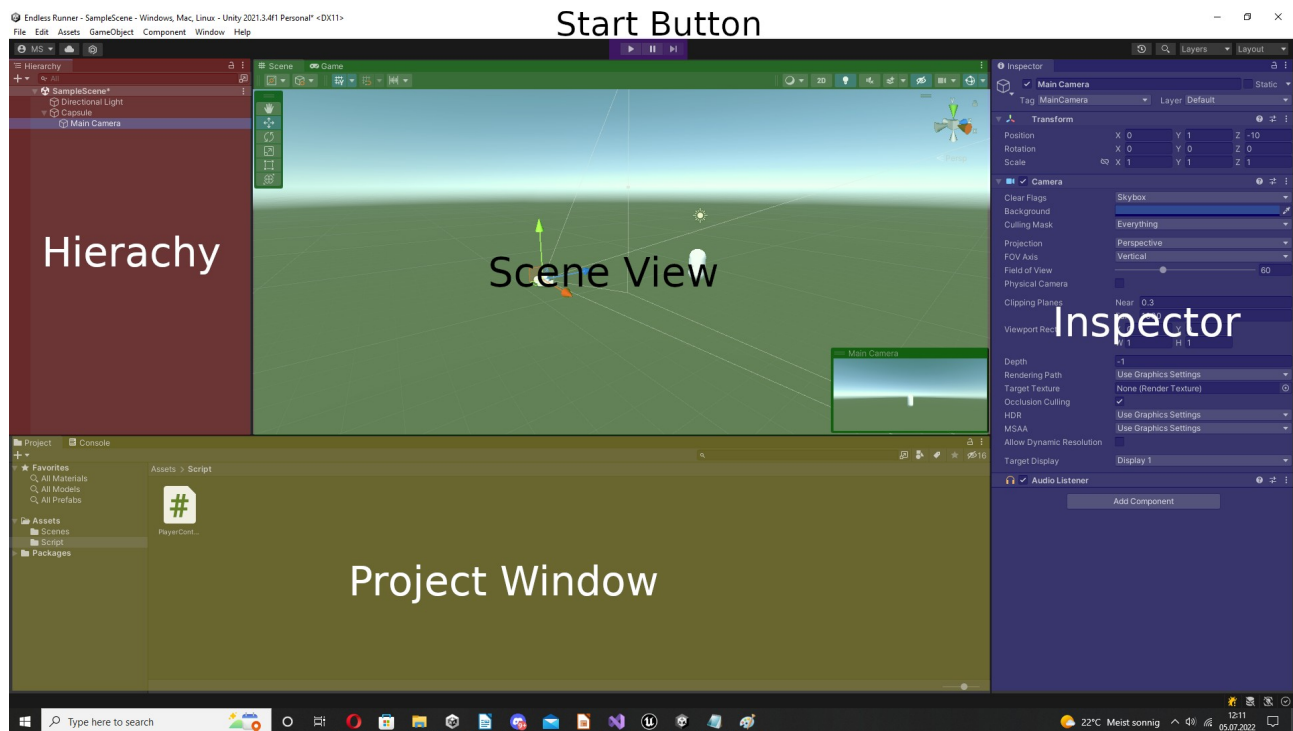 Endless Runner - SampleScene - Windows, Mac, Linux - Unity 2021.3.4f1 Personal* <DX11>
Start Button
File Edit Assets GameObject Component Window Help
MS
Layers Layout
Hierarchy
All
SampleScene*
Directional Light
Capsule
Main Camera
Hierachy
Scene Game
2D
Persp
Scene View
Main Camera
Inspector
Main Camera Static
Tag MainCamera Layer Default
Transform
Position X 0 Y 1 Z -10
Rotation X 0 Y 0 Z 0
Scale X 1 Y 1 Z 1
Camera
Clear Flags Skybox
Background
Culling Mask Everything
Projection Perspective
FOV Axis Vertical
Field of View 60
Physical Camera
Clipping Planes Near 0.3
Inspector
Viewport Rect
W 1 H 1
Depth -1
Rendering Path Use Graphics Settings
Target Texture None (Render Texture)
Occlusion Culling
HDR Use Graphics Settings
MSAA Use Graphics Settings
Allow Dynamic Resolution
Target Display Display 1
Audio Listener
Add Component
Project Console
16
Favorites
All Materials
All Models
All Prefabs
Assets
Scenes
Script
Packages
Assets > Script
PlayerCont...
Project Window
Type here to search
22°C Meist sonnig
12:11
05.07.2022